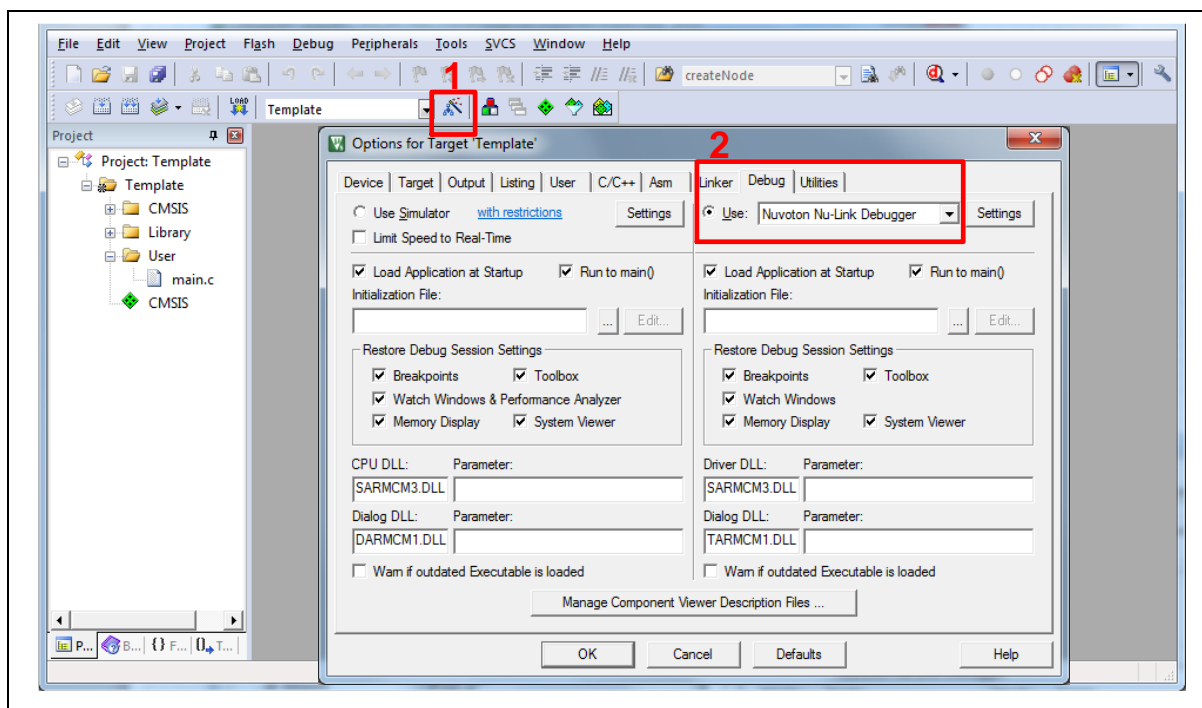 File Edit View Project Flash Debug Peripherals Tools SVCS Window Help
createNode
1
LOAD Template
Project
Project: Template
Template
CMSIS
Library
User
main.c
CMSIS
P... B... {} F... 0 T...
Options for Target 'Template'
2
Device Target Output Listing User C/C++ Asm Linker Debug Utilities
Use Simulator with restrictions Settings Use: Nuvoton Nu-Link Debugger Settings
Limit Speed to Real-Time
Load Application at Startup Run to main() Load Application at Startup Run to main()
Initialization File: Initialization File:
... Edit... ... Edit...
Restore Debug Session Settings Restore Debug Session Settings
Breakpoints Toolbox Breakpoints Toolbox
Watch Windows & Performance Analyzer Watch Windows
Memory Display System Viewer Memory Display System Viewer
CPU DLL: Parameter: Driver DLL: Parameter:
SARMCM3.DLL SARMCM3.DLL
Dialog DLL: Parameter: Dialog DLL: Parameter:
DARMCM1.DLL TARMCM1.DLL
Warn if outdated Executable is loaded Warn if outdated Executable is loaded
Manage Component Viewer Description Files ...
OK Cancel Defaults Help